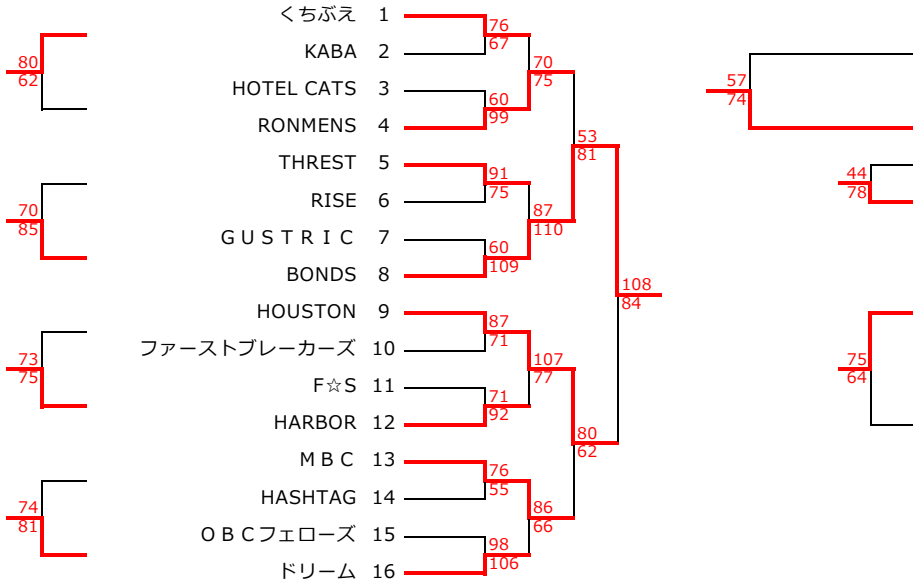 くちぶえ 1
KABA 2
HOTEL CATS 3
RONMENS 4
THREST 5
RISE 6
ＧＵＳＴＲＩＣ 7
BONDS 8
HOUSTON 9
ファーストブレーカーズ 10
F☆S 11
HARBOR 12
ＭＢＣ 13
HASHTAG 14
ＯＢＣフェローズ 15
ドリーム 16
80
62
70
85
73
75
74
81
76
67
60
99
91
75
60
109
87
71
71
92
76
55
98
106
70
75
87
110
107
77
86
66
53
81
80
62
108
84
57
74
44
78
75
64